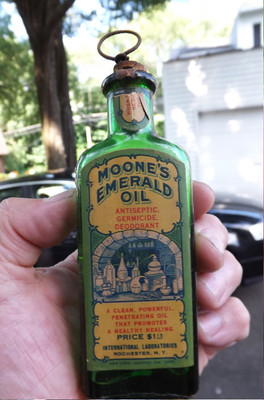 MOONE'S
EMERALD
OIL
ANTISEPTIC,
GERMICIDE,
DEODORANT
A CLEAN, POWERFUL,
PENETRATING OIL
THAT PROMOTES
A HEALTHY HEALING
PRICE $1
INTERNATIONAL LABORATORIES
ROCHESTER, N.Y.